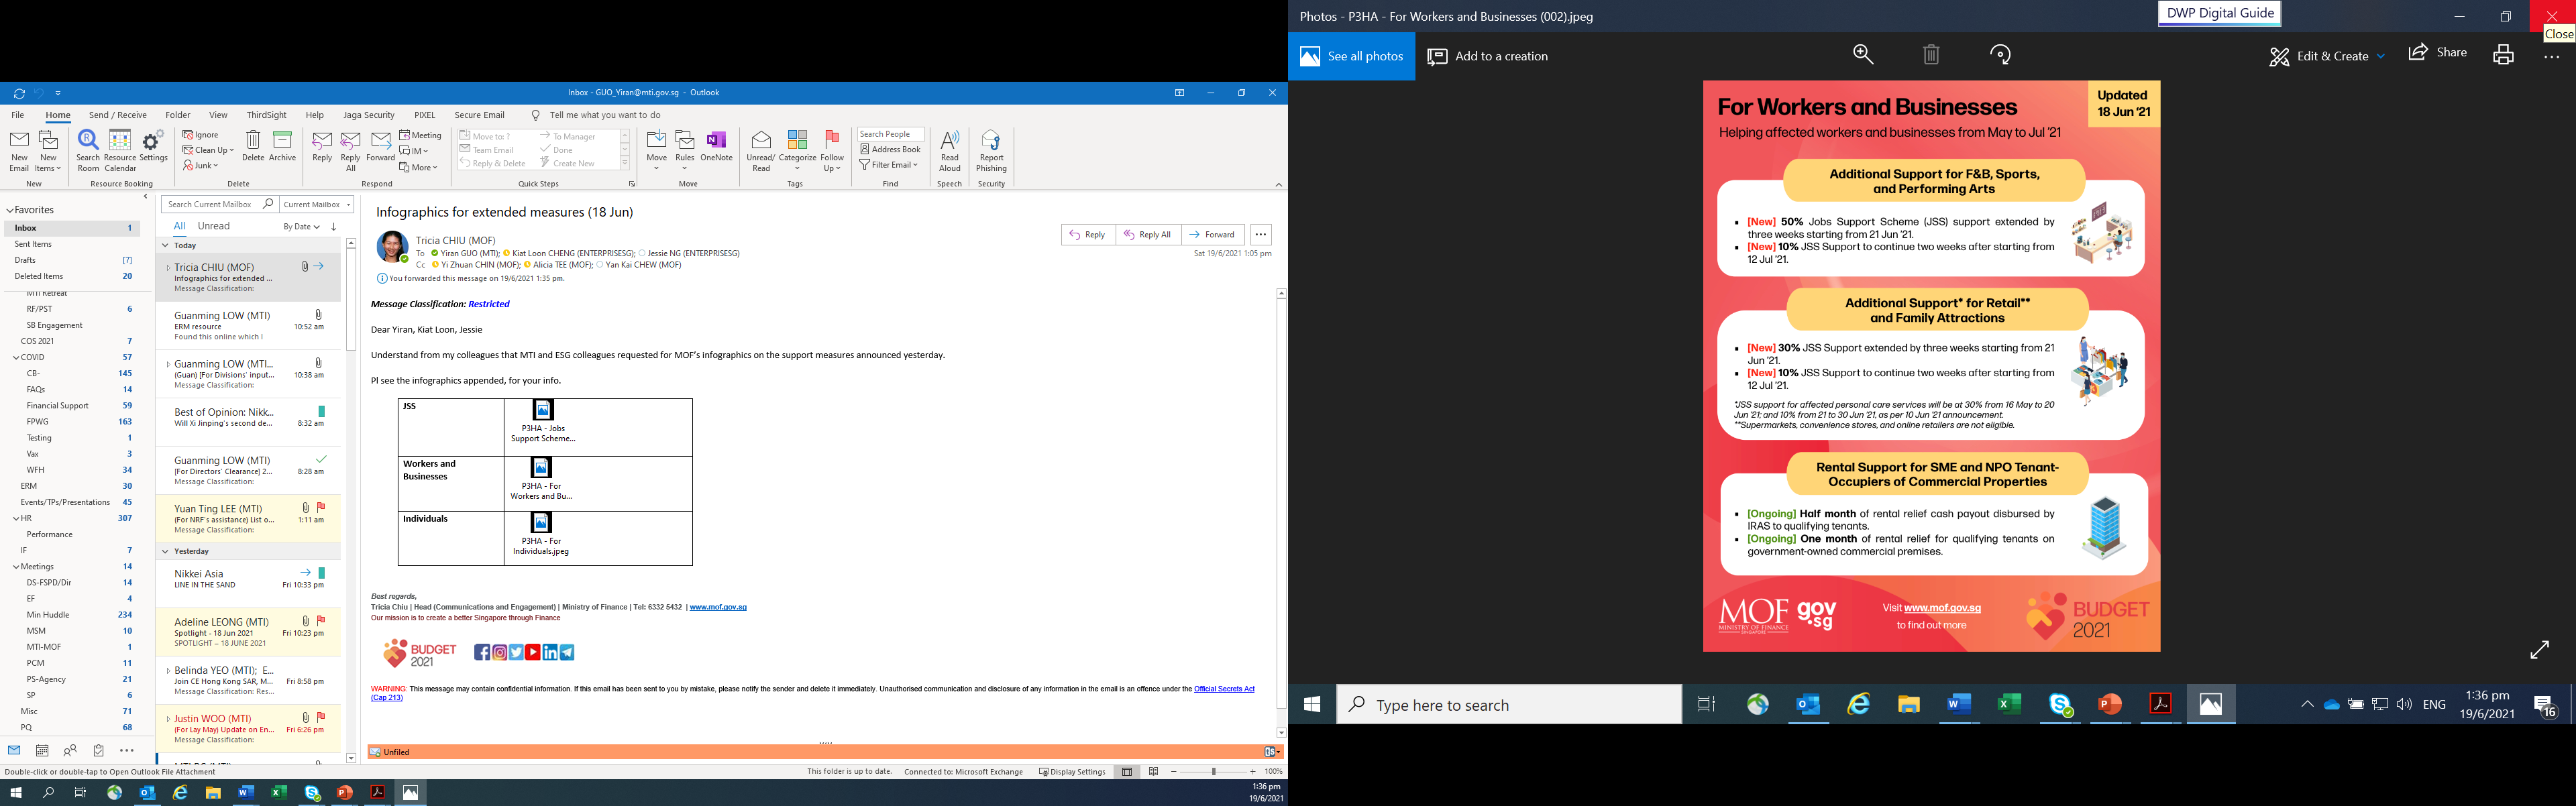 Inbox - GUO_Yiran@mti.gov.sg - Outlook
File Home Send / Receive Folder View ThirdSight Help Jaga Security PIXEL Secure Email Tell me what you want to do
New Email
New Items
New
Search Room
Resource Calendar
Settings
Resource Booking
Ignore
Clean Up
Junk
Delete
Archive
Delete
Reply
Reply All
Forward
Meeting
IM
More
Respond
Move to: ?
Team Email
Reply & Delete
To Manager
Done
Create New
Quick Steps
Move
Rules
OneNote
Move
Unread/ Read
Categorize
Follow Up
Tags
Search People
Address Book
Filter Email
Find
Read Aloud
Speech
Report Phishing
Security
Favorites
Inbox 1
Sent Items
Drafts [7]
Deleted Items 20
MTI Retreat
RF/PST 6
SB Engagement
COS 2021 7
COVID 57
CB- 145
FAQs 14
Financial Support 59
FPWG 163
Testing 1
Vax 3
WFH 34
ERM 30
Events/TPs/Presentations 45
HR 307
Performance
IF 7
Meetings 14
DS-FSPD/Dir 14
EF 4
Min Huddle 234
MSM 10
MTI-MOF 1
PCM 11
PS-Agency 21
SP 6
Misc 71
PQ 68
Search Current Mailbox Current Mailbox
All Unread By Date
Today
Tricia CHIU (MOF)
Infographics for extended ...
Message Classification:
Guanming LOW (MTI)
ERM resource 10:52 am
Found this online which I
Guanming LOW (MTI...
(Guan) [For Divisions' input... 10:38 am
Message Classification:
Best of Opinion: Nikk...
Will Xi Jinping's second de... 8:32 am
Guanming LOW (MTI)
[For Directors' Clearance] 2... 8:28 am
Message Classification:
Yuan Ting LEE (MTI)
(For NRF's assistance) List o... 1:11 am
Message Classification:
Yesterday
Nikkei Asia
LINE IN THE SAND Fri 10:33 pm
Adeline LEONG (MTI)
Spotlight - 18 Jun 2021 Fri 10:23 pm
SPOTLIGHT – 18 JUNE 2021
Belinda YEO (MTI); E...
Join CE Hong Kong SAR, M... Fri 8:58 pm
Message Classification: Res...
Justin WOO (MTI)
(For Lay May) Update on En... Fri 6:26 pm
Message Classification:
Infographics for extended measures (18 Jun)
Tricia CHIU (MOF)
To Yiran GUO (MTI); Kiat Loon CHENG (ENTERPRISESG); Jessie NG (ENTERPRISESG)
Cc Yi Zhuan CHIN (MOF); Alicia TEE (MOF); Yan Kai CHEW (MOF)
You forwarded this message on 19/6/2021 1:35 pm.
Reply Reply All Forward
Sat 19/6/2021 1:05 pm
Message Classification: Restricted
Dear Yiran, Kiat Loon, Jessie
Understand from my colleagues that MTI and ESG colleagues requested for MOF's infographics on the support measures announced yesterday.
Pl see the infographics appended, for your info.
JSS
P3HA - Jobs
Support Scheme...
Workers and
Businesses
P3HA - For
Workers and Bu...
Individuals
P3HA - For
Individuals.jpeg
Best regards,
Tricia Chiu | Head (Communications and Engagement) | Ministry of Finance | Tel: 6332 5432 | www.mof.gov.sg
Our mission is to create a better Singapore through Finance
BUDGET
2021
WARNING: This message may contain confidential information. If this email has been sent to you by mistake, please notify the sender and delete it immediately. Unauthorised communication and disclosure of any information in the email is an offence under the Official Secrets Act
(Cap 213)
Unfiled
Double-click or double-tap to Open Outlook File Attachment
This folder is up to date. Connected to: Microsoft Exchange Display Settings 100%
1:36 pm
19/6/2021
Photos - P3HA - For Workers and Businesses (002).jpeg
DWP Digital Guide
Close
See all photos Add to a creation Edit & Create Share
For Workers and Businesses
Helping affected workers and businesses from May to Jul '21
Updated
18 Jun '21
Additional Support for F&B, Sports,
and Performing Arts
[New] 50% Jobs Support Scheme (JSS) support extended by
three weeks starting from 21 Jun '21.
[New] 10% JSS Support to continue two weeks after starting from
12 Jul '21.
Additional Support* for Retail**
and Family Attractions
[New] 30% JSS Support extended by three weeks starting from 21
Jun '21.
[New] 10% JSS Support to continue two weeks after starting from
12 Jul '21.
*JSS support for affected personal care services will be at 30% from 16 May to 20
Jun '21; and 10% from 21 to 30 Jun '21, as per 10 Jun '21 announcement.
**Supermarkets, convenience stores, and online retailers are not eligible.
Rental Support for SME and NPO Tenant-
Occupiers of Commercial Properties
[Ongoing] Half month of rental relief cash payout disbursed by
IRAS to qualifying tenants.
[Ongoing] One month of rental relief for qualifying tenants on
government-owned commercial premises.
MOF
MINISTRY OF FINANCE
SINGAPORE
gov
.sg
Visit www.mof.gov.sg
to find out more
BUDGET
2021
Type here to search
ENG
1:36 pm
19/6/2021
16